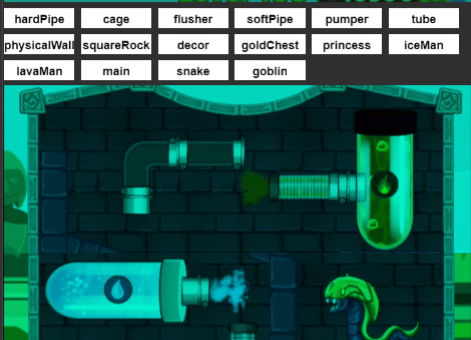 hardPipe cage flusher softPipe pumper tube
physicalWall squareRock decor goldChest princess iceMan
lavaMan main snake goblin